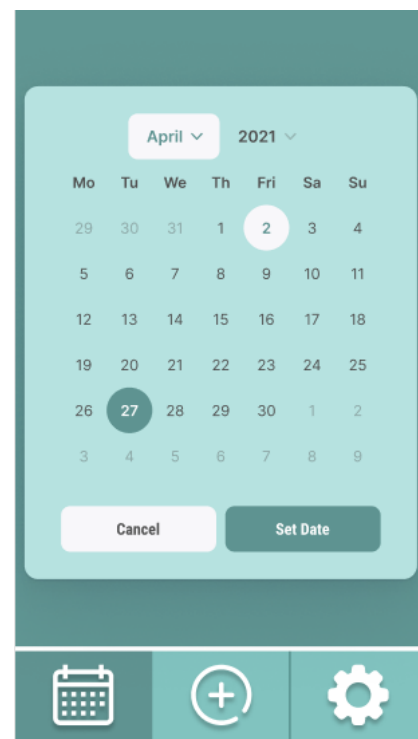 April 2021
Mo Tu We Th Fri Sa Su
29 30 31 1 2 3 4
5 6 7 8 9 10 11
12 13 14 15 16 17 18
19 20 21 22 23 24 25
26 27 28 29 30 1 2
3 4 5 6 7 8 9
Cancel Set Date